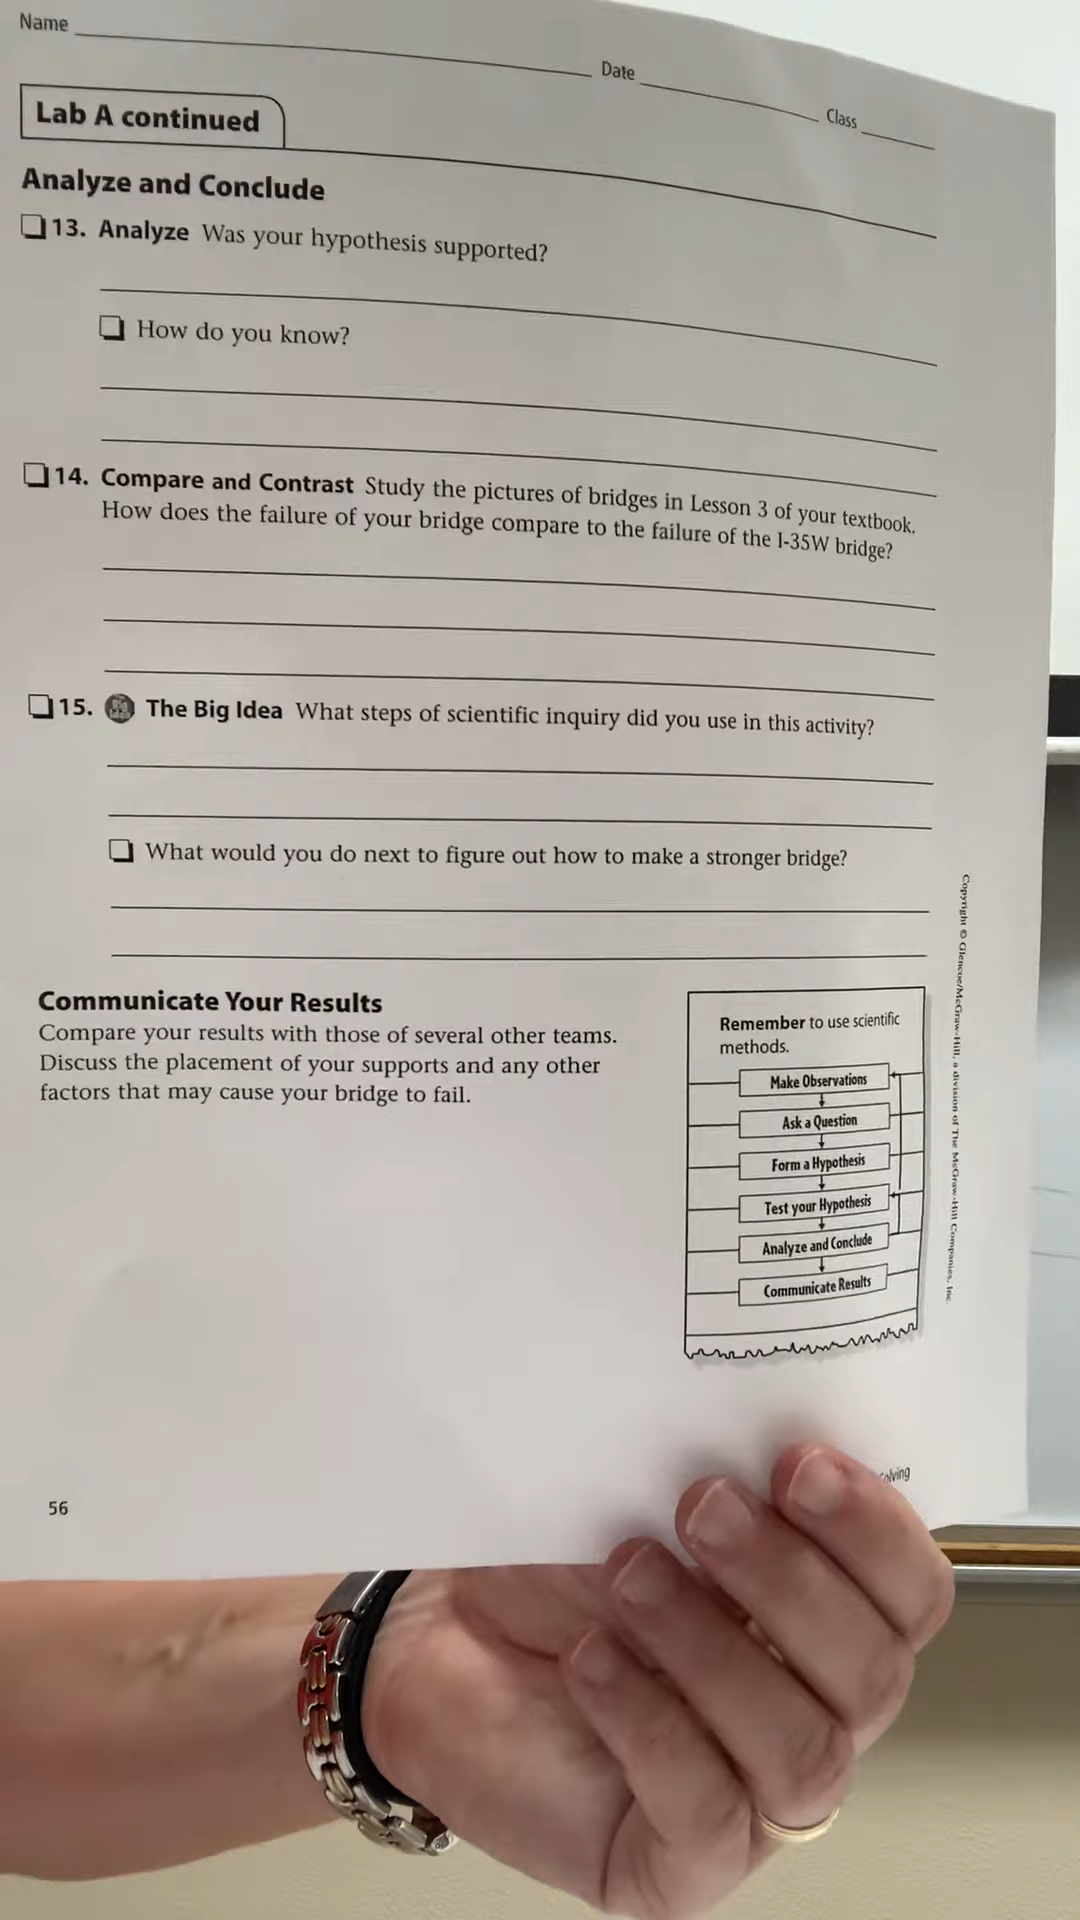 Name
Date
Class
Lab A continued
Analyze and Conclude
13. Analyze Was your hypothesis supported?
How do you know?
14. Compare and Contrast Study the pictures of bridges in Lesson 3 of your textbook.
How does the failure of your bridge compare to the failure of the I-35W bridge?
15. The Big Idea What steps of scientific inquiry did you use in this activity?
What would you do next to figure out how to make a stronger bridge?
Communicate Your Results
Compare your results with those of several other teams.
Discuss the placement of your supports and any other
factors that may cause your bridge to fail.
Remember to use scientific
methods.
Make Observations
Ask a Question
Form a Hypothesis
Test your Hypothesis
Analyze and Conclude
Communicate Results
Copyright © Glencoe/McGraw-Hill, a division of The McGraw-Hill Companies, Inc.
56